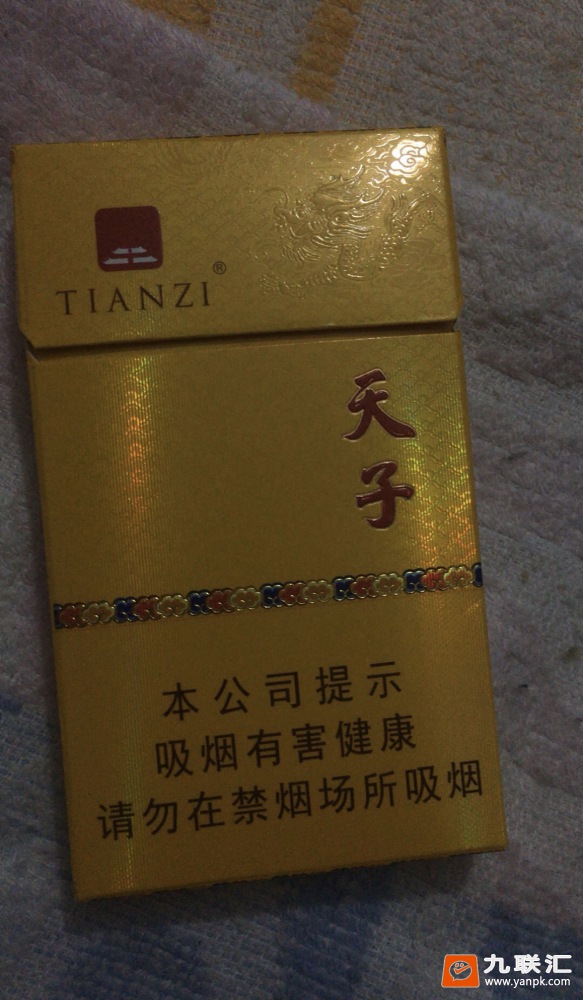 TIANZI®
天
子
本公司提示
吸烟有害健康
请勿在禁烟场所吸烟
九联汇
www.yanpk.com